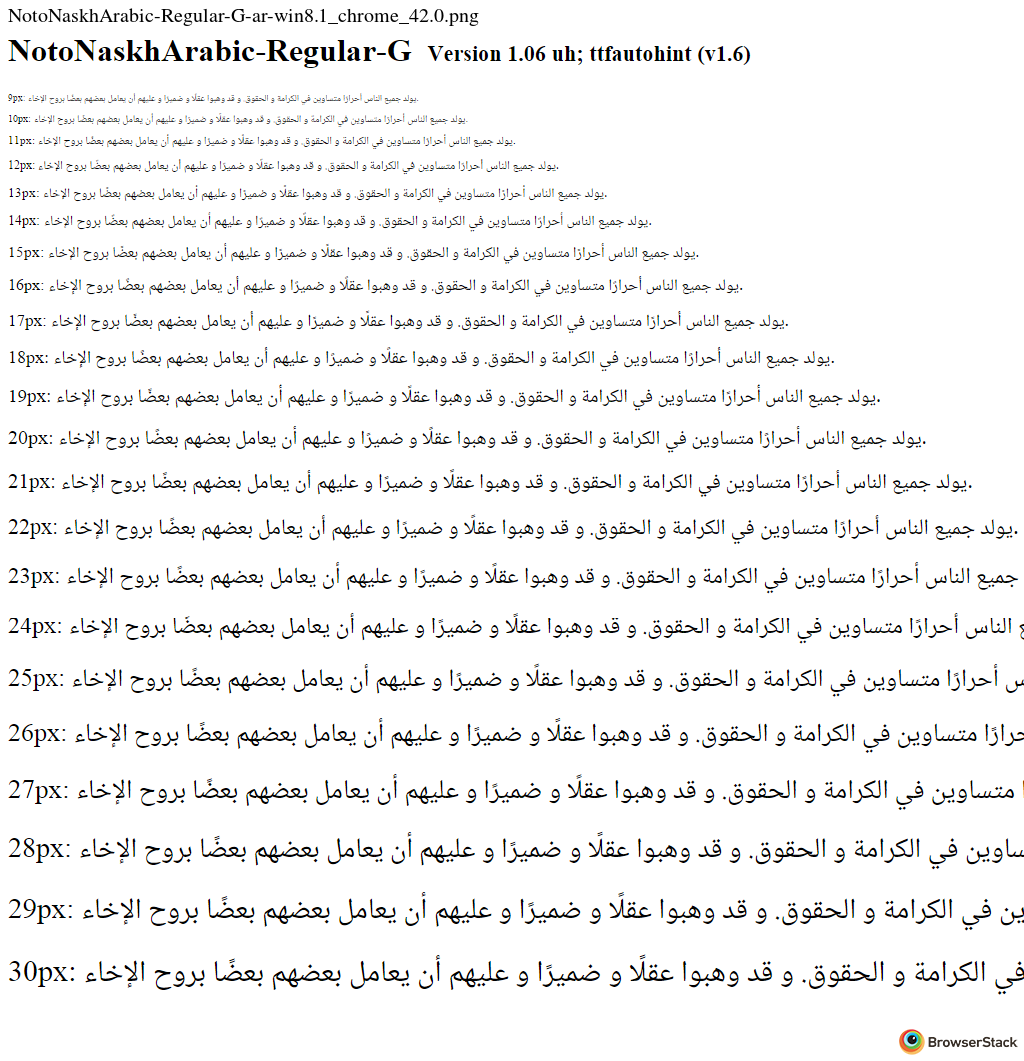 NotoNaskhArabic-Regular-G-ar-win8.1_chrome_42.0.png
NotoNaskhArabic-Regular-G Version 1.06 uh; ttfautohint (v1.6)
9px: يولد جميع الناس أحرارًا متساوين في الكرامة و الحقوق. و قد وهبوا عقلًا و ضميرًا و عليهم أن يعامل بعضهم بعضًا بروح الإخاء.
10px: يولد جميع الناس أحرارًا متساوين في الكرامة و الحقوق. و قد وهبوا عقلًا و ضميرًا و عليهم أن يعامل بعضهم بعضًا بروح الإخاء.
11px: يولد جميع الناس أحرارًا متساوين في الكرامة و الحقوق. و قد وهبوا عقلًا و ضميرًا و عليهم أن يعامل بعضهم بعضًا بروح الإخاء.
12px: يولد جميع الناس أحرارًا متساوين في الكرامة و الحقوق. و قد وهبوا عقلًا و ضميرًا و عليهم أن يعامل بعضهم بعضًا بروح الإخاء.
13px: يولد جميع الناس أحرارًا متساوين في الكرامة و الحقوق. و قد وهبوا عقلًا و ضميرًا و عليهم أن يعامل بعضهم بعضًا بروح الإخاء.
14px: يولد جميع الناس أحرارًا متساوين في الكرامة و الحقوق. و قد وهبوا عقلًا و ضميرًا و عليهم أن يعامل بعضهم بعضًا بروح الإخاء.
15px: يولد جميع الناس أحرارًا متساوين في الكرامة و الحقوق. و قد وهبوا عقلًا و ضميرًا و عليهم أن يعامل بعضهم بعضًا بروح الإخاء.
16px: يولد جميع الناس أحرارًا متساوين في الكرامة و الحقوق. و قد وهبوا عقلًا و ضميرًا و عليهم أن يعامل بعضهم بعضًا بروح الإخاء.
17px: يولد جميع الناس أحرارًا متساوين في الكرامة و الحقوق. و قد وهبوا عقلًا و ضميرًا و عليهم أن يعامل بعضهم بعضًا بروح الإخاء.
18px: يولد جميع الناس أحرارًا متساوين في الكرامة و الحقوق. و قد وهبوا عقلًا و ضميرًا و عليهم أن يعامل بعضهم بعضًا بروح الإخاء.
19px: يولد جميع الناس أحرارًا متساوين في الكرامة و الحقوق. و قد وهبوا عقلًا و ضميرًا و عليهم أن يعامل بعضهم بعضًا بروح الإخاء.
20px: يولد جميع الناس أحرارًا متساوين في الكرامة و الحقوق. و قد وهبوا عقلًا و ضميرًا و عليهم أن يعامل بعضهم بعضًا بروح الإخاء.
21px: يولد جميع الناس أحرارًا متساوين في الكرامة و الحقوق. و قد وهبوا عقلًا و ضميرًا و عليهم أن يعامل بعضهم بعضًا بروح الإخاء.
22px: يولد جميع الناس أحرارًا متساوين في الكرامة و الحقوق. و قد وهبوا عقلًا و ضميرًا و عليهم أن يعامل بعضهم بعضًا بروح الإخاء.
23px: جميع الناس أحرارًا متساوين في الكرامة و الحقوق. و قد وهبوا عقلًا و ضميرًا و عليهم أن يعامل بعضهم بعضًا بروح الإخاء
24px: الناس أحرارًا متساوين في الكرامة و الحقوق. و قد وهبوا عقلًا و ضميرًا و عليهم أن يعامل بعضهم بعضًا بروح الإخاء
25px: أحرارًا متساوين في الكرامة و الحقوق. و قد وهبوا عقلًا و ضميرًا و عليهم أن يعامل بعضهم بعضًا بروح الإخاء
26px: متساوين في الكرامة و الحقوق. و قد وهبوا عقلًا و ضميرًا و عليهم أن يعامل بعضهم بعضًا بروح الإخاء
27px: متساوين في الكرامة و الحقوق. و قد وهبوا عقلًا و ضميرًا و عليهم أن يعامل بعضهم بعضًا بروح الإخاء
28px: في الكرامة و الحقوق. و قد وهبوا عقلًا و ضميرًا و عليهم أن يعامل بعضهم بعضًا بروح الإخاء
29px: في الكرامة و الحقوق. و قد وهبوا عقلًا و ضميرًا و عليهم أن يعامل بعضهم بعضًا بروح الإخاء
30px: في الكرامة و الحقوق. و قد وهبوا عقلًا و ضميرًا و عليهم أن يعامل بعضهم بعضًا بروح الإخاء
BrowserStack